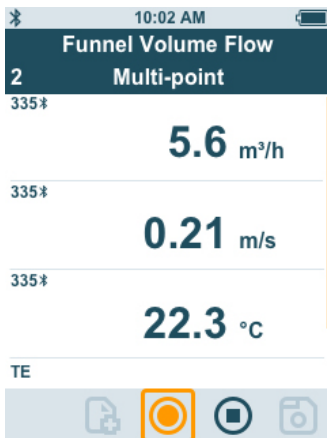 10:02 AM
Funnel Volume Flow
2 Multi-point
335
5.6 m³/h
335
0.21 m/s
335
22.3 °C
TE